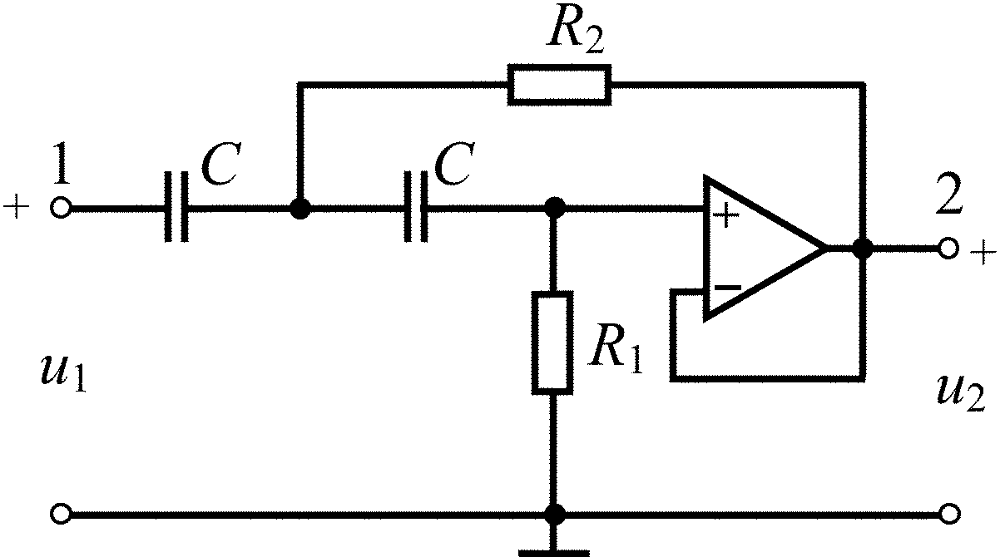 R₂
1 C C
+ + 2
− +
R₁
u₁ u₂